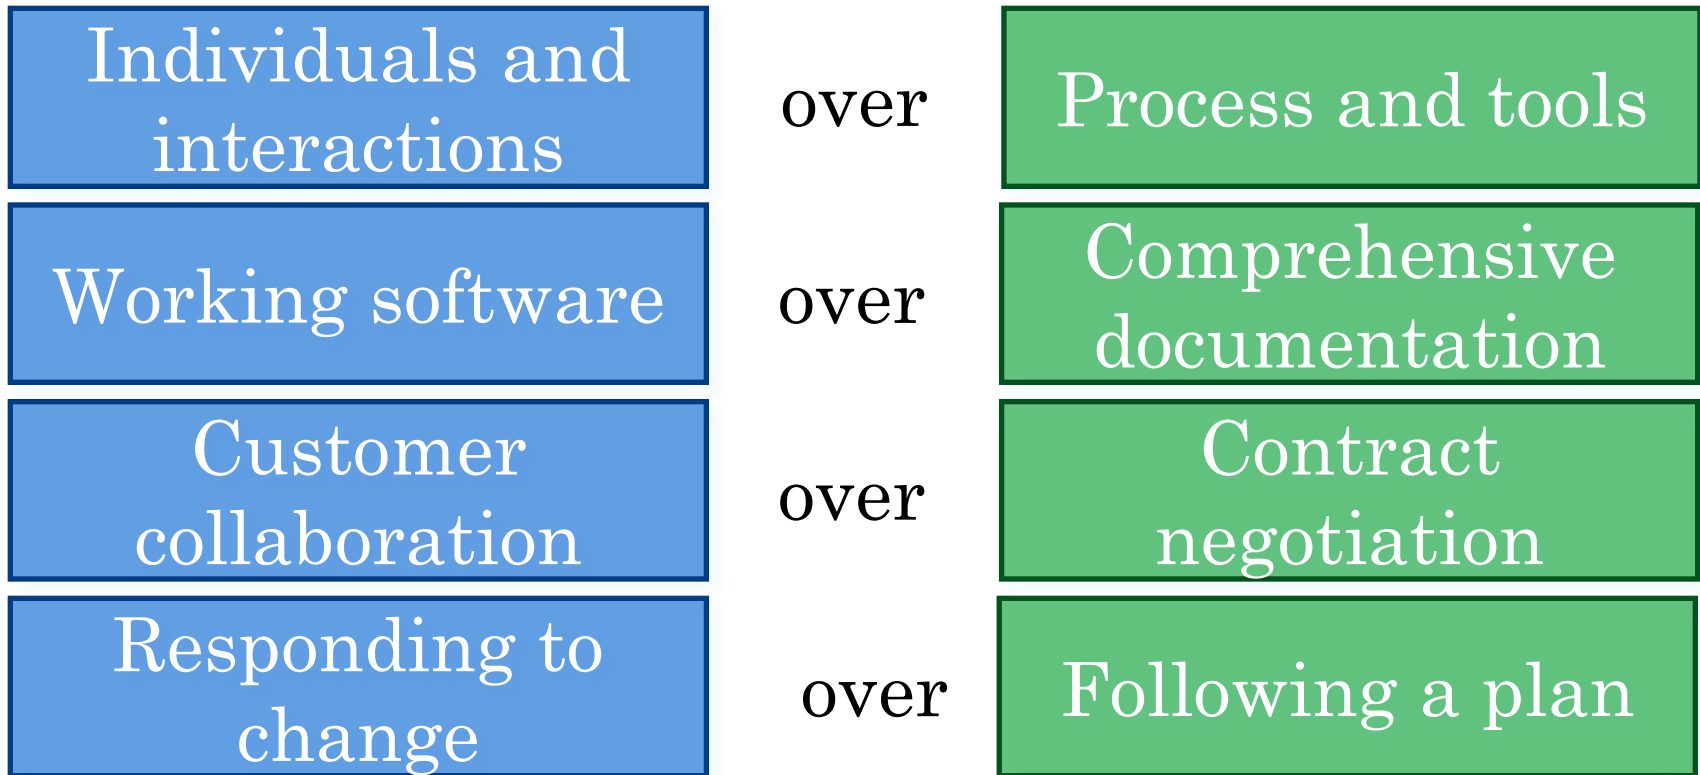 Individuals and
interactions
over
Process and tools
Working software
over
Comprehensive
documentation
Customer
collaboration
over
Contract
negotiation
Responding to
change
over
Following a plan